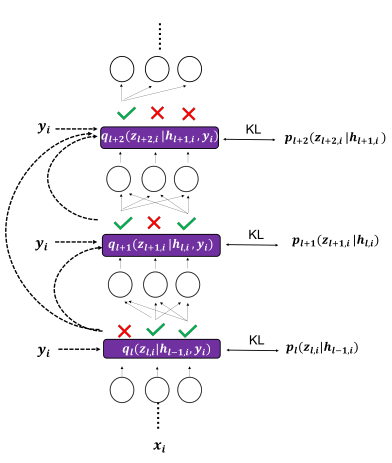 y_i
q_{l+2}(z_{l+2,i}|h_{l+1,i}, y_i)
KL
p_{l+2}(z_{l+2,i}|h_{l+1,i})
y_i
q_{l+1}(z_{l+1,i}|h_{l,i}, y_i)
KL
p_{l+1}(z_{l+1,i}|h_{l,i})
y_i
q_l(z_{l,i}|h_{l-1,i}, y_i)
KL
p_l(z_{l,i}|h_{l-1,i})
x_i